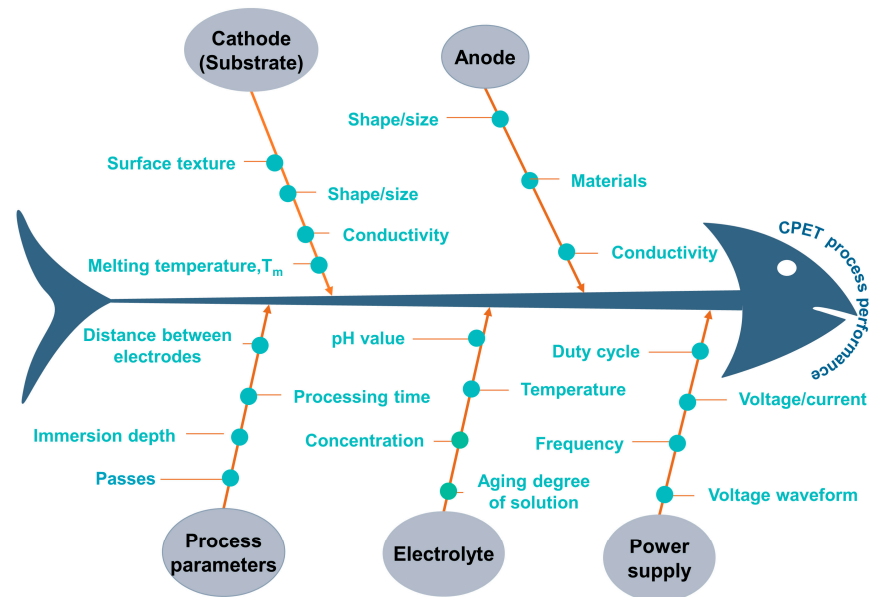 Cathode
(Substrate)
Anode
Shape/size
Surface texture
Materials
Shape/size
Conductivity
Conductivity
Melting temperature,Tm
CPET process performance
Distance between
electrodes
pH value
Duty cycle
Processing time
Temperature
Voltage/current
Immersion depth
Concentration
Frequency
Passes
Aging degree
of solution
Voltage waveform
Process
parameters
Electrolyte
Power
supply